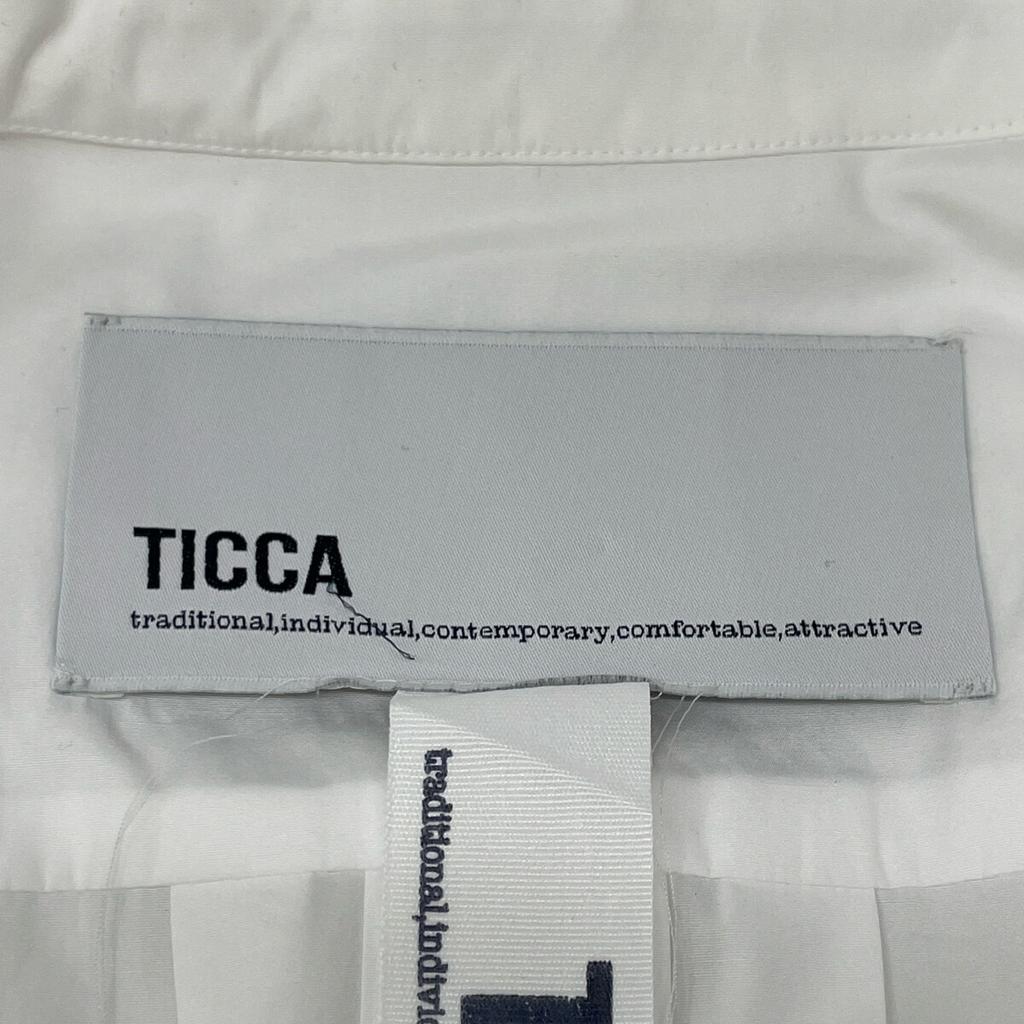 TICCA
traditional,individual,contemporary,comfortable,attractive
traditional,indivi
T